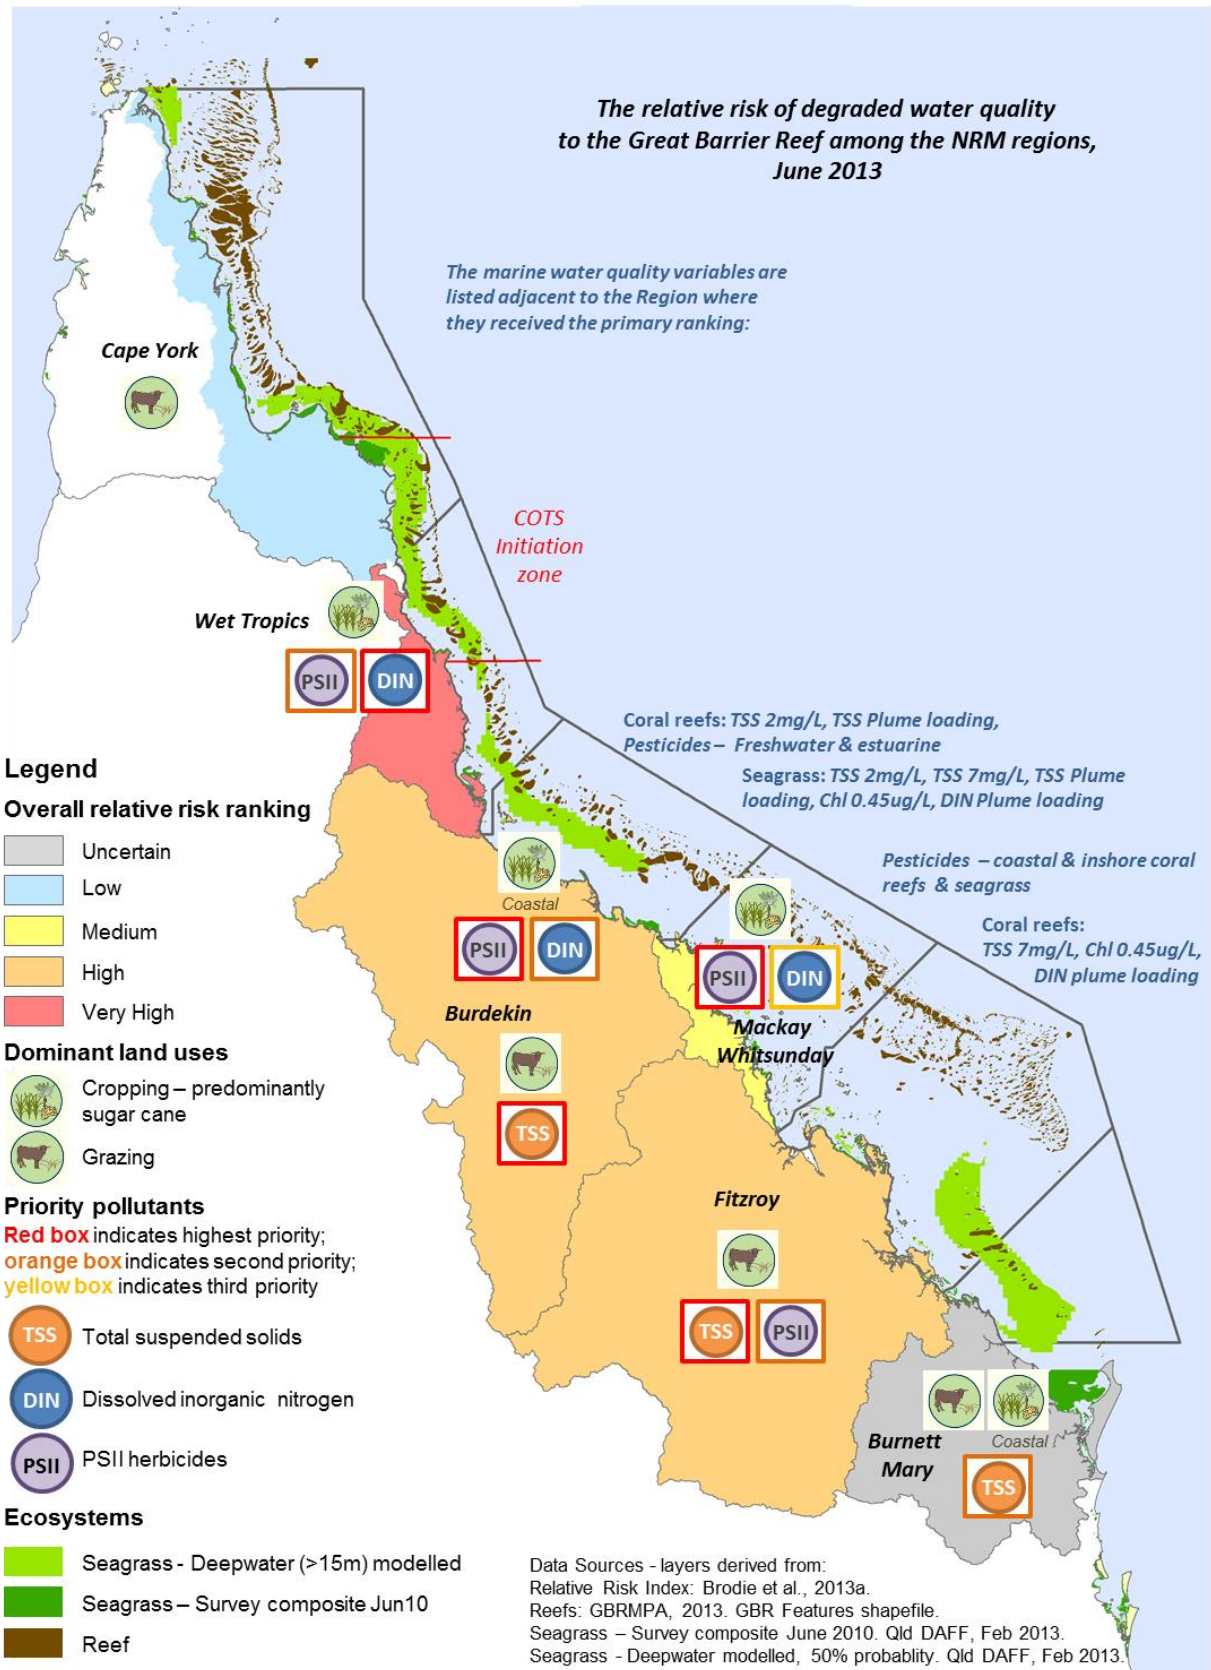 The relative risk of degraded water quality
to the Great Barrier Reef among the NRM regions,
June 2013
The marine water quality variables are
listed adjacent to the Region where
they received the primary ranking:
Cape York
COTS
Initiation
zone
Wet Tropics
PSII
DIN
Coral reefs: TSS 2mg/L, TSS Plume loading,
Pesticides – Freshwater & estuarine
Seagrass: TSS 2mg/L, TSS 7mg/L, TSS Plume
loading, Chl 0.45ug/L, DIN Plume loading
Pesticides – coastal & inshore coral
reefs & seagrass
Coral reefs:
TSS 7mg/L, Chl 0.45ug/L,
DIN plume loading
Coastal
PSII
DIN
Burdekin
TSS
PSII
DIN
Mackay
Whitsunday
Fitzroy
TSS
PSII
Burnett
Mary
Coastal
TSS
Legend
Overall relative risk ranking
Uncertain
Low
Medium
High
Very High
Dominant land uses
Cropping – predominantly
sugar cane
Grazing
Priority pollutants
Red box indicates highest priority;
orange box indicates second priority;
yellow box indicates third priority
TSS Total suspended solids
DIN Dissolved inorganic nitrogen
PSII PSII herbicides
Ecosystems
Seagrass - Deepwater (>15m) modelled
Seagrass – Survey composite Jun10
Reef
Data Sources - layers derived from:
Relative Risk Index: Brodie et al., 2013a.
Reefs: GBRMPA, 2013. GBR Features shapefile.
Seagrass – Survey composite June 2010. Qld DAFF, Feb 2013.
Seagrass - Deepwater modelled, 50% probablity. Qld DAFF, Feb 2013.